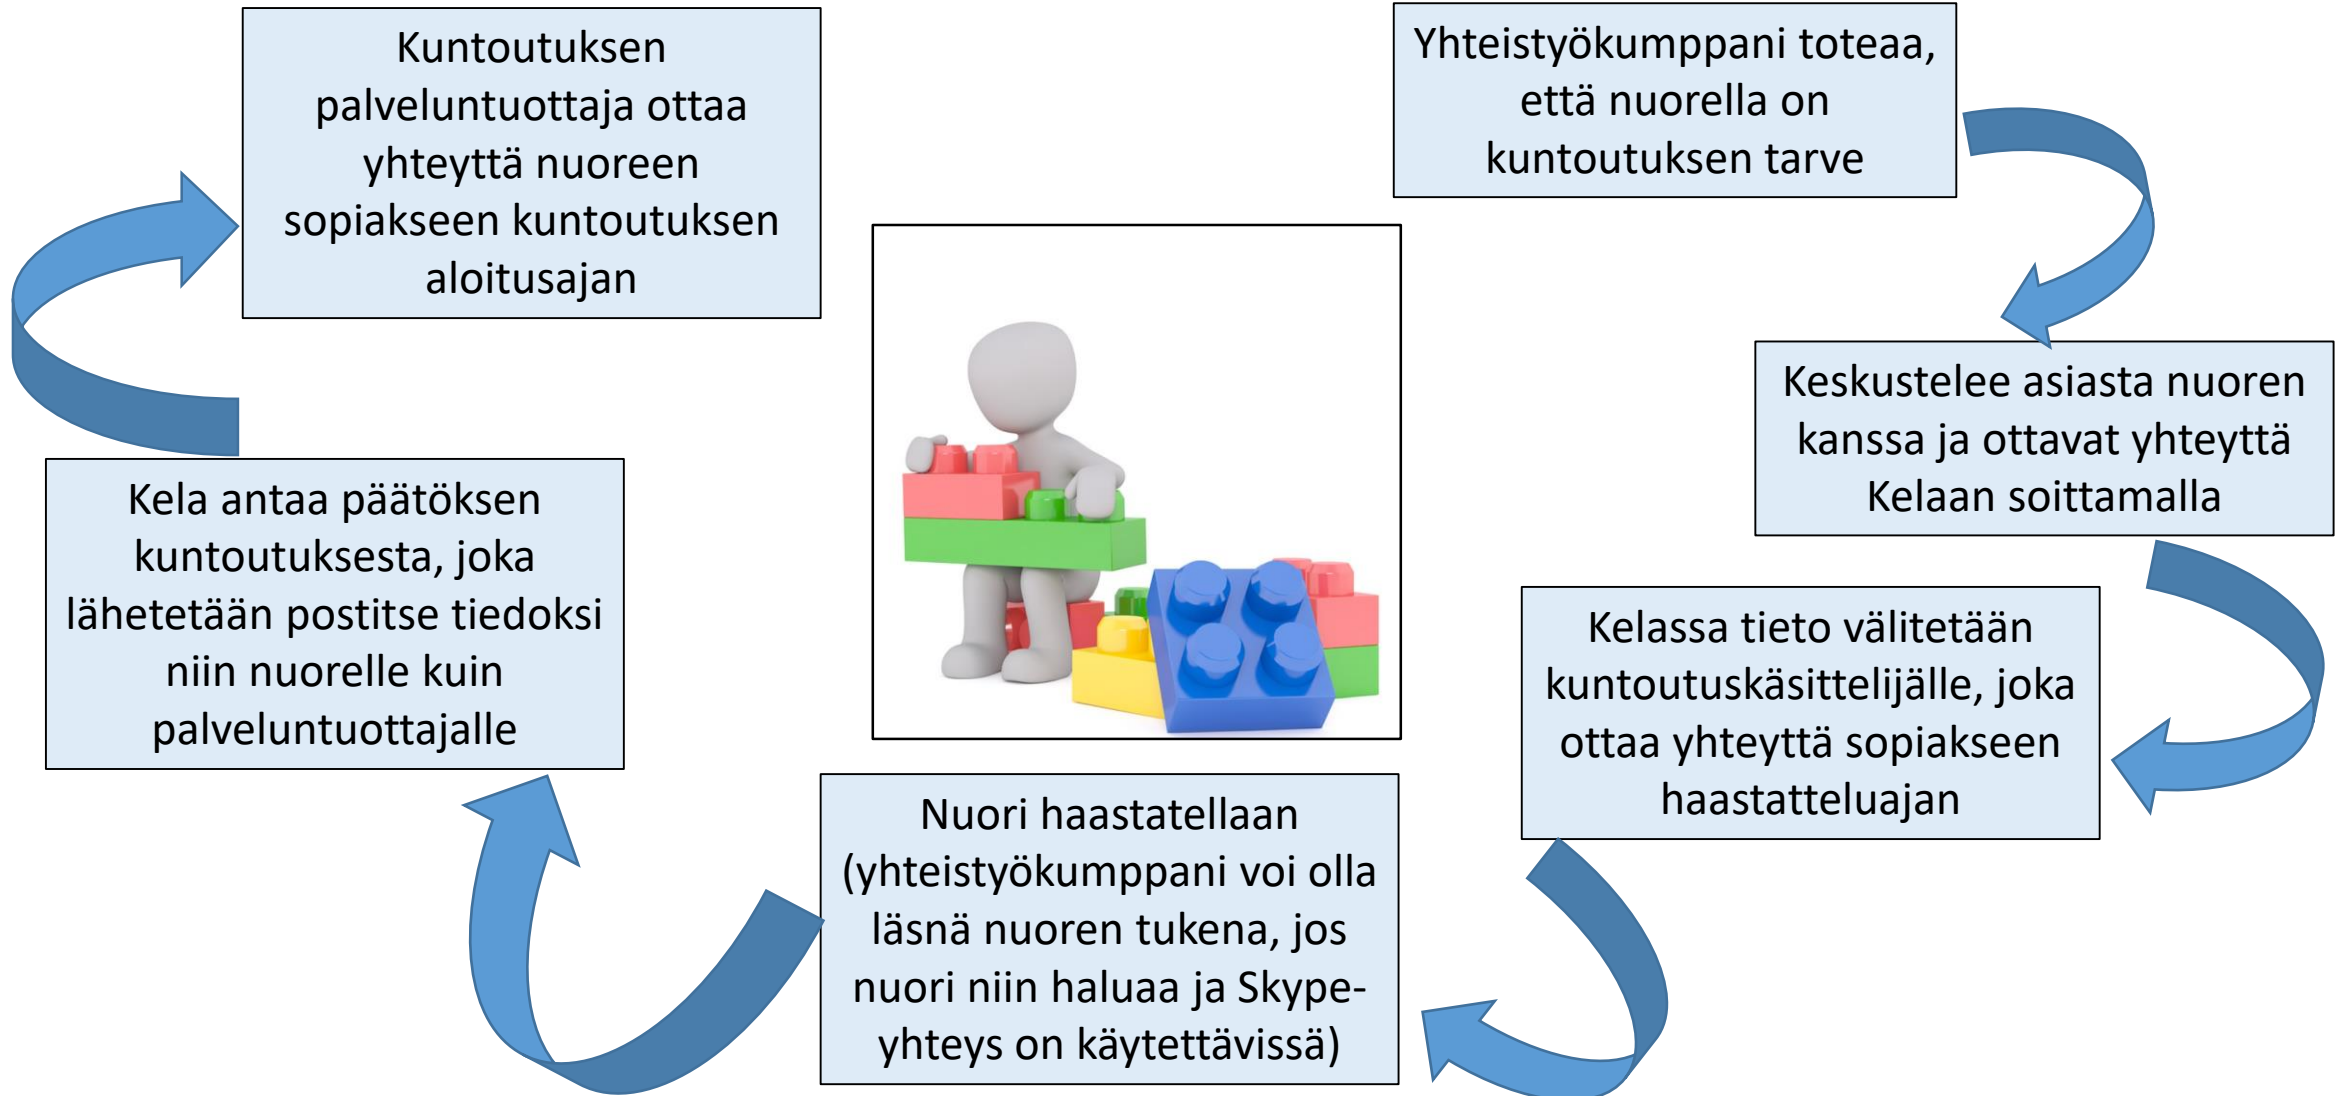 Yhteistyökumppani toteaa,
että nuorella on
kuntoutuksen tarve
Keskustelee asiasta nuoren
kanssa ja ottavat yhteyttä
Kelaan soittamalla
Kelassa tieto välitetään
kuntoutuskäsittelijälle, joka
ottaa yhteyttä sopiakseen
haastatteluajan
Nuori haastatellaan
(yhteistyökumppani voi olla
läsnä nuoren tukena, jos
nuori niin haluaa ja Skype-
yhteys on käytettävissä)
Kela antaa päätöksen
kuntoutuksesta, joka
lähetetään postitse tiedoksi
niin nuorelle kuin
palveluntuottajalle
Kuntoutuksen
palveluntuottaja ottaa
yhteyttä nuoreen
sopiakseen kuntoutuksen
aloitusajan